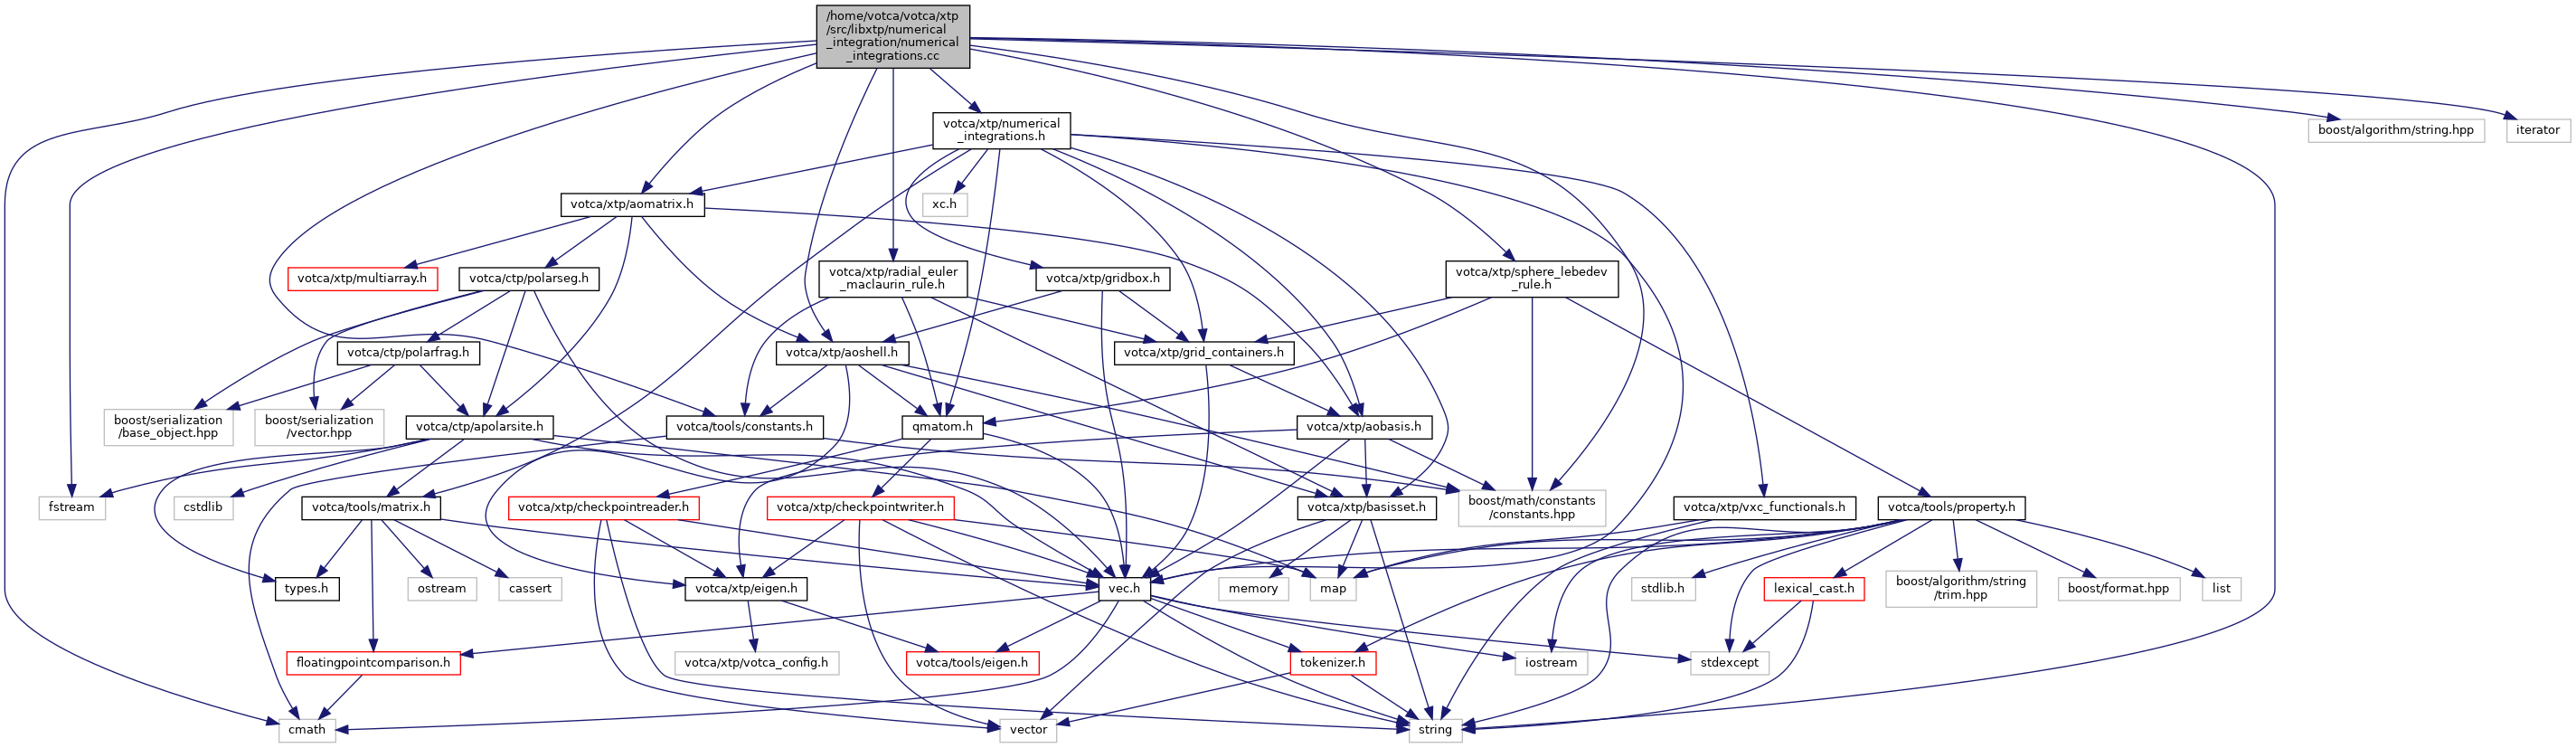 /home/votca/votca/xtp
/src/libxtp/numerical
_integration/numerical
_integrations.cc
votca/xtp/numerical
_integrations.h
boost/algorithm/string.hpp
iterator
votca/xtp/aomatrix.h
xc.h
votca/xtp/multiarray.h
votca/ctp/polarseg.h
votca/xtp/radial_euler
_maclaurin_rule.h
votca/xtp/gridbox.h
votca/xtp/sphere_lebedev
_rule.h
votca/ctp/polarfrag.h
votca/xtp/aoshell.h
votca/xtp/grid_containers.h
boost/serialization
/base_object.hpp
boost/serialization
/vector.hpp
votca/ctp/apolarsite.h
votca/tools/constants.h
qmatom.h
votca/xtp/aobasis.h
fstream
cstdlib
votca/tools/matrix.h
votca/xtp/checkpointreader.h
votca/xtp/checkpointwriter.h
votca/xtp/basisset.h
boost/math/constants
/constants.hpp
votca/xtp/vxc_functionals.h
votca/tools/property.h
types.h
ostream
cassert
votca/xtp/eigen.h
vec.h
memory
map
stdlib.h
lexical_cast.h
boost/algorithm/string
/trim.hpp
boost/format.hpp
list
floatingpointcomparison.h
votca/xtp/votca_config.h
votca/tools/eigen.h
tokenizer.h
iostream
stdexcept
cmath
vector
string